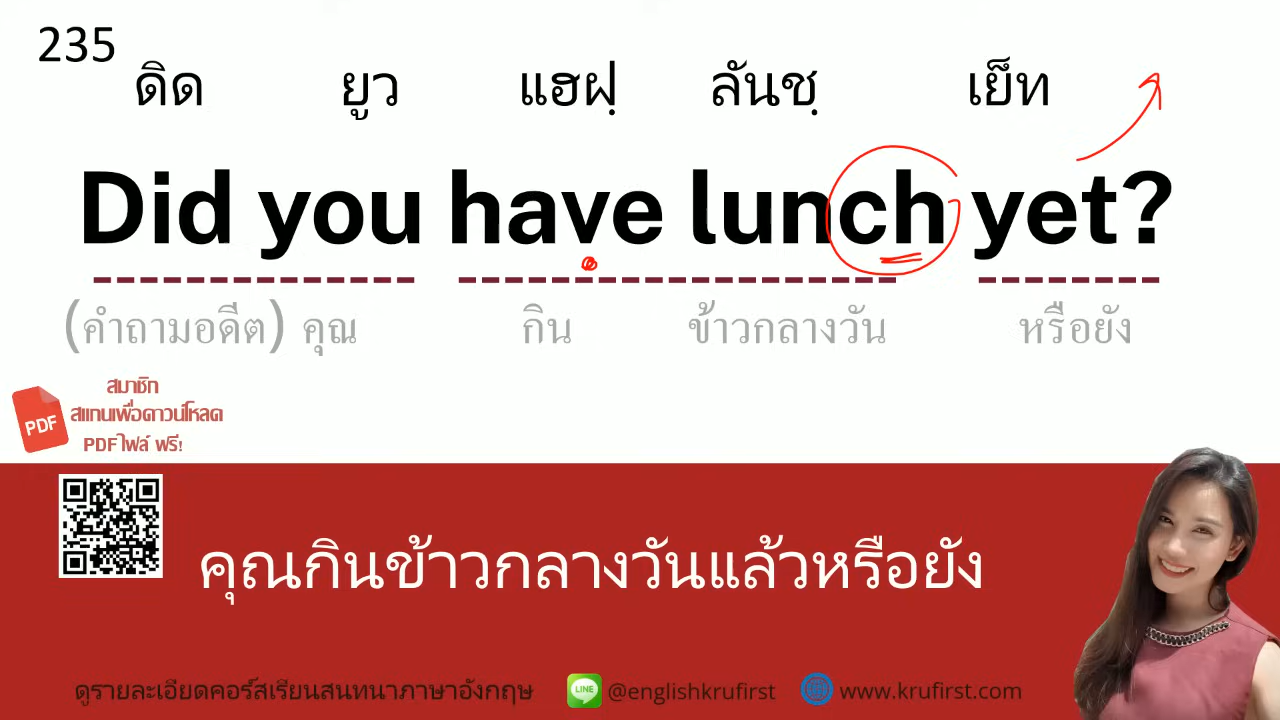 235
ดิด ยูว แฮฝฺ ลันชฺ เย็ท
Did you have lunch yet?
(คำถามอดีต) คุณ กิน ข้าวกลางวัน หรือยัง
สมาชิก
สแกนเพื่อดาวน์โหลด
PDF ไฟล์ ฟรี!
PDF
คุณกินข้าวกลางวันแล้วหรือยัง
ดูรายละเอียดคอร์สเรียนสนทนาภาษาอังกฤษ LINE @englishkrufirst www.krufirst.com